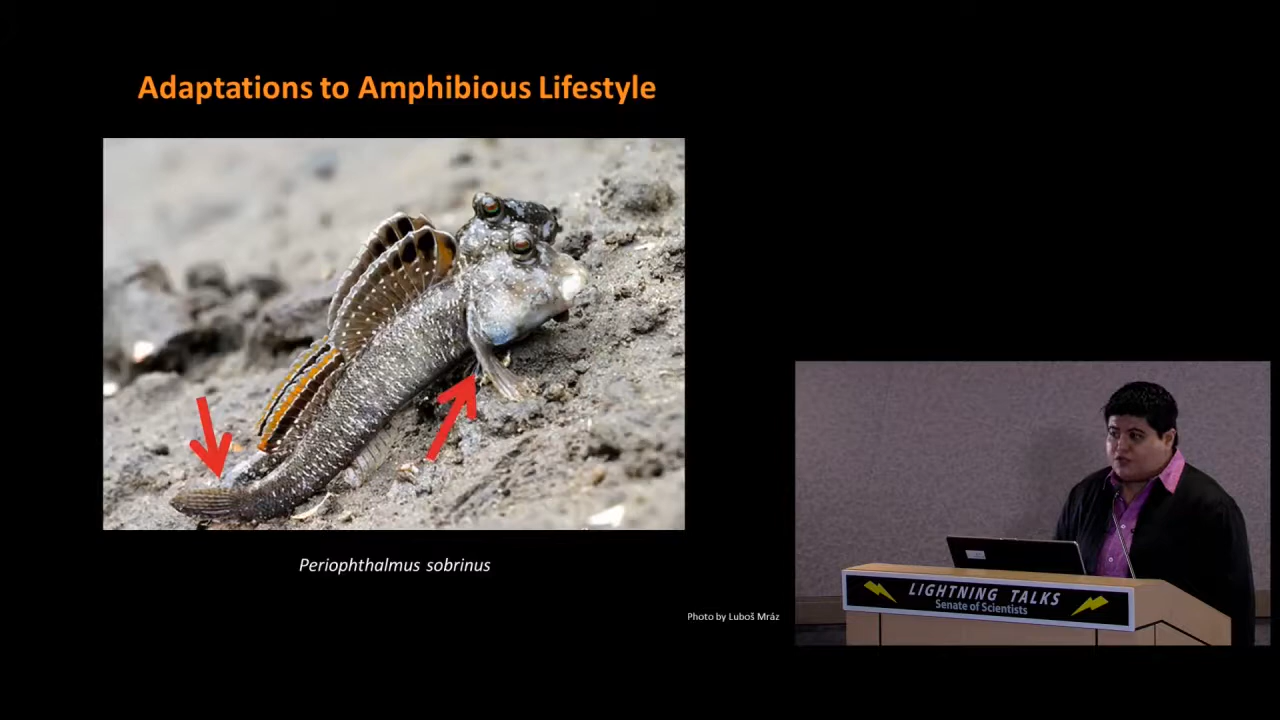 Adaptations to Amphibious Lifestyle
Periophthalmus sobrinus
Photo by Luboš Mráz
LIGHTNING TALKS
Senate of Scientists